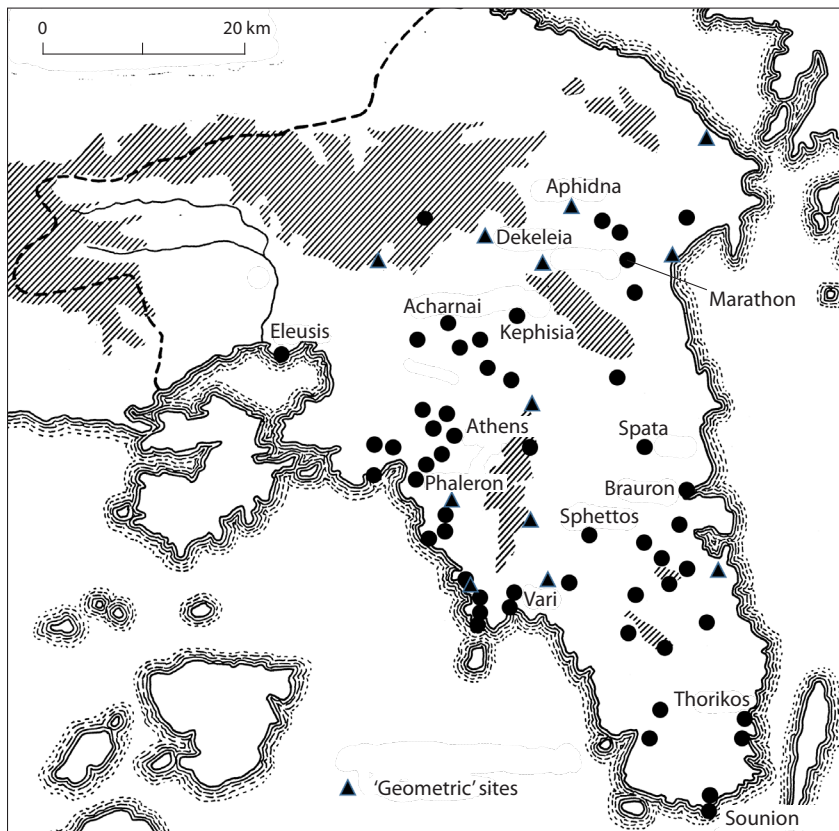 0 20 km
Aphidna
Dekeleia
Marathon
Acharnai
Kephisia
Eleusis
Athens
Spata
Phaleron
Brauron
Sphettos
Vari
Thorikos
'Geometric' sites
Sounion